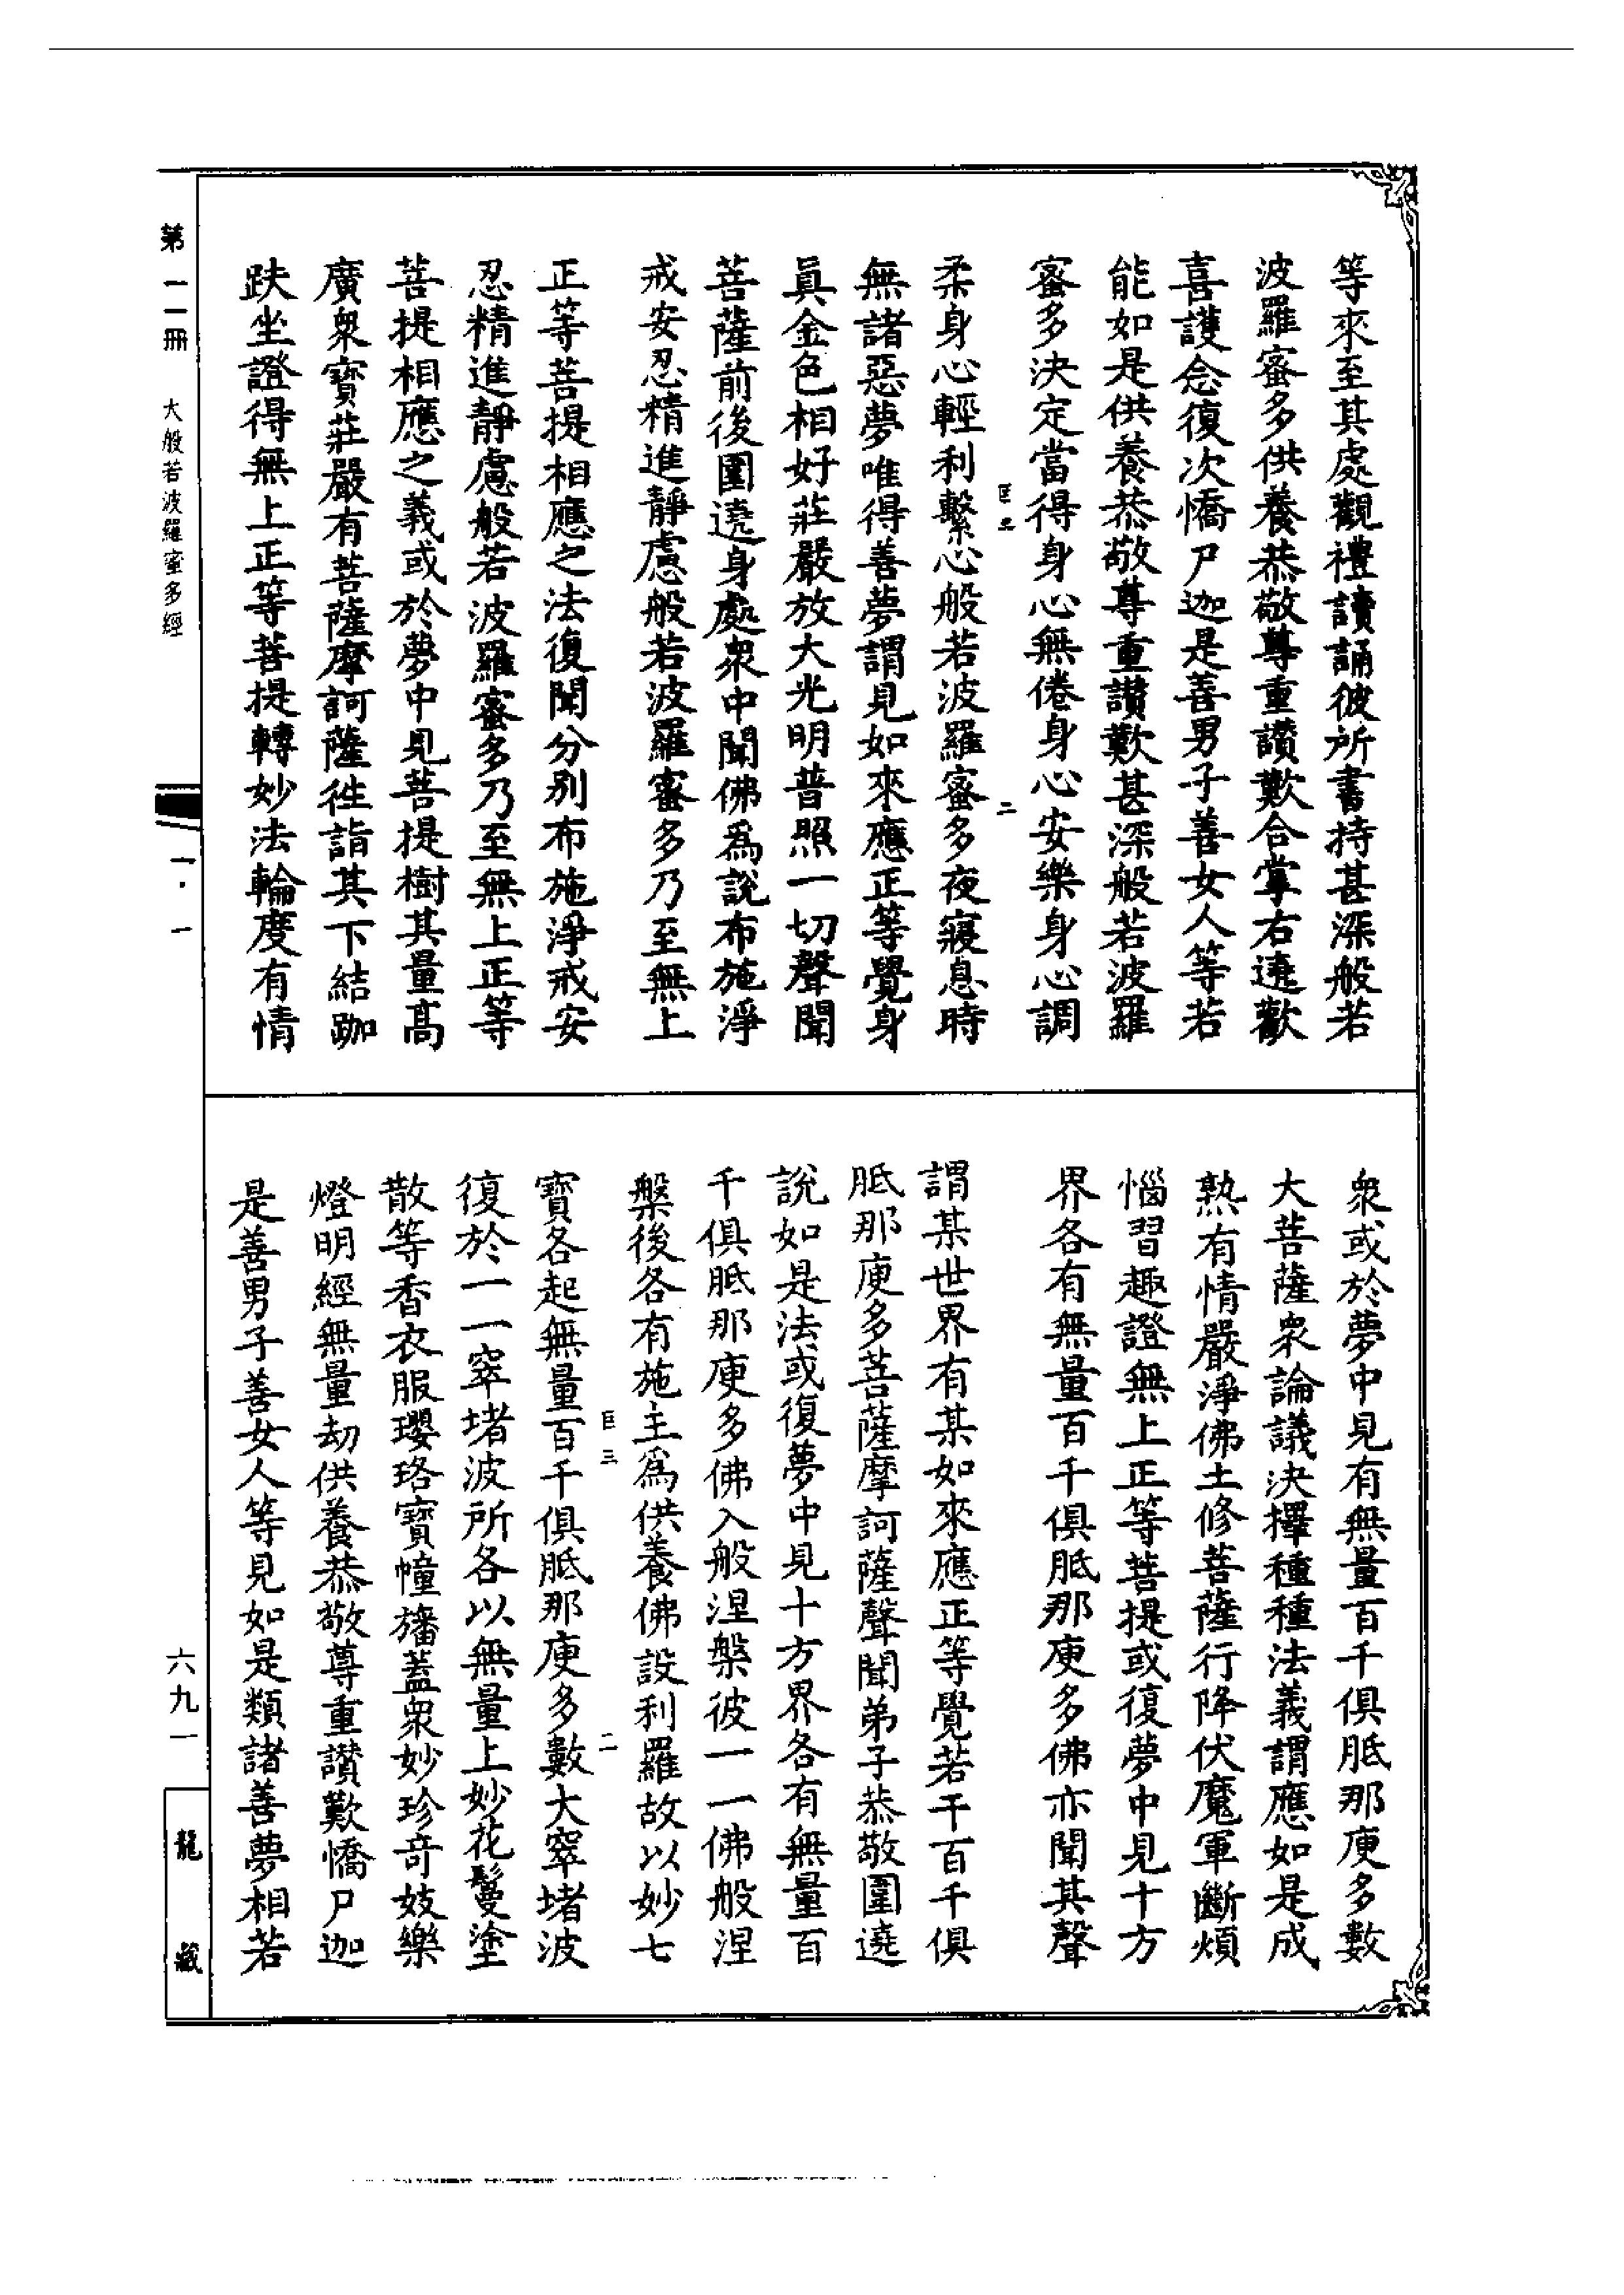 等來至其處觀禮讀誦彼所書持甚深般若
波羅蜜多供養恭敬尊重讃歎合掌右遶歡
喜護念復次憍尸迦是善男子善女人等若
能如是供養恭敬尊重讃歎甚深般若波羅
蜜多決定當得身心無倦身心安樂身心調
柔身心輕利繫心般若波羅蜜多夜寢息時
無諸惡夢唯得善夢謂見如來應正等覺身
眞金色相好莊嚴放大光明普照一切聲聞
菩薩前後圍遶身處衆中聞佛爲說布施淨
戒安忍精進靜慮般若波羅蜜多乃至無上
正等菩提相應之法復聞分别布施淨戒安
忍精進靜慮般若波羅蜜多乃至無上正等
菩提相應之義或於夢中見菩提樹其量高
廣衆寶莊嚴有菩薩摩訶薩徃詣其下結跏
趺坐證得無上正等菩提轉妙法輪度有情
衆或於夢中見有無量百千俱胝那庾多數
大菩薩衆論議決擇種種法義謂應如是成
熟有情嚴淨佛土修菩薩行降伏魔軍斷煩
惱習趣證無上正等菩提或復夢中見十方
界各有無量百千俱胝那庾多佛亦聞其聲
謂某世界有某如來應正等覺若干百千俱
胝那庾多菩薩摩訶薩聲聞弟子恭敬圍遶
說如是法或復夢中見十方界各有無量百
千俱胝那庾多佛入般涅槃彼一一佛般涅
槃後各有施主爲供養佛設利羅故以妙七
寶各起無量百千俱胝那庾多數大窣堵波
復於一一窣堵波所各以無量上妙花鬘塗
散等香衣服瓔珞寶幢旛蓋衆妙珍奇妓樂
燈明經無量劫供養恭敬尊重讃歎憍尸迦
是善男子善女人等見如是類諸善夢相若
第一一冊 大般若波羅蜜多經
一·一
六九一
龍藏